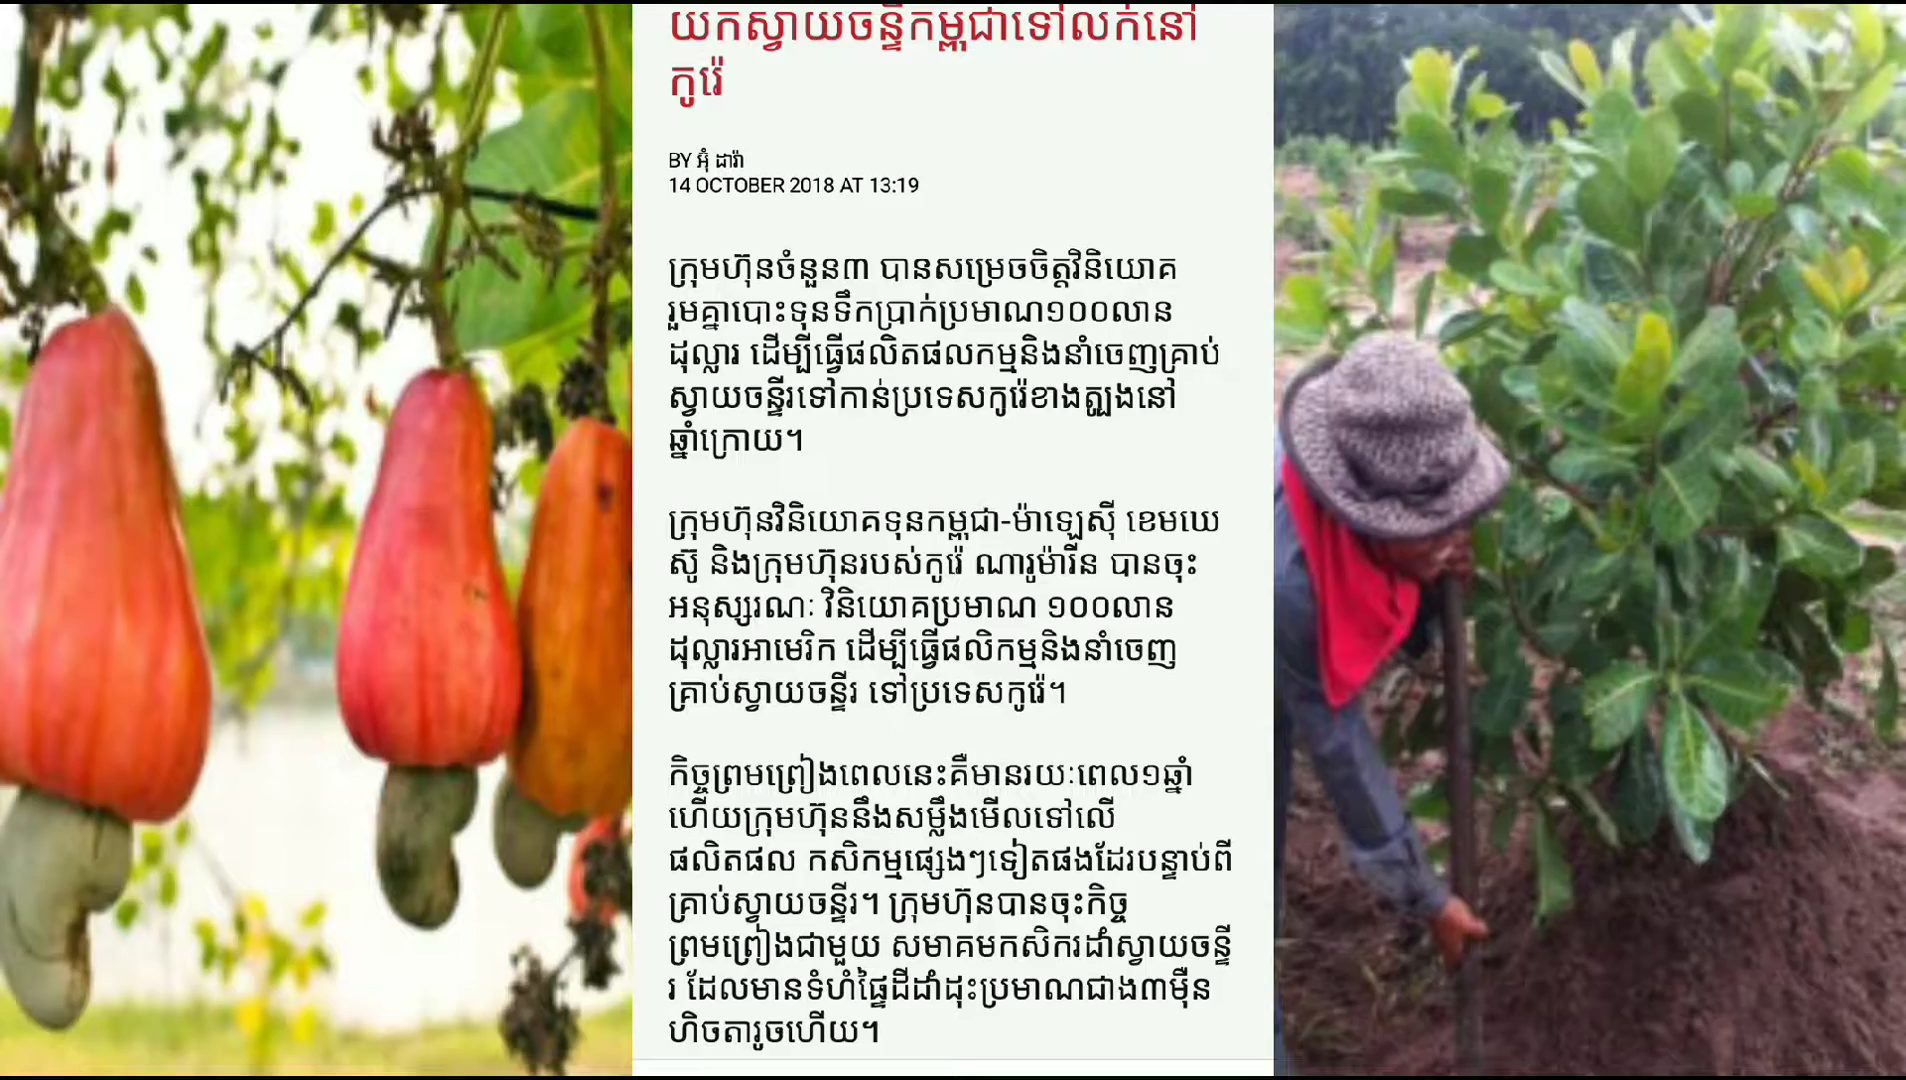 យកស្វាយចន្ទីកម្ពុជាទៅលក់នៅ
កូរ៉េ
BY អ៊ុំ ដារ៉ា
14 OCTOBER 2018 AT 13:19
ក្រុមហ៊ុនចំនួន៣ បានសម្រេចចិត្តវិនិយោគ
រួមគ្នាបោះទុនទឹកប្រាក់ប្រមាណ១០០លាន
ដុល្លារ ដើម្បីធ្វើផលិតផលកម្មនិងនាំចេញគ្រាប់
ស្វាយចន្ទីរទៅកាន់ប្រទេសកូរ៉េខាងត្បូងនៅ
ឆ្នាំក្រោយ។
ក្រុមហ៊ុនវិនិយោគទុនកម្ពុជា-ម៉ាឡេស៊ី ខេមឃេ
ស៊ូ និងក្រុមហ៊ុនរបស់កូរ៉េ ណារូម៉ារីន បានចុះ
អនុស្សរណៈ វិនិយោគប្រមាណ ១០០លាន
ដុល្លារអាមេរិក ដើម្បីធ្វើផលិកម្មនិងនាំចេញ
គ្រាប់ស្វាយចន្ទីរ ទៅប្រទេសកូរ៉េ។
កិច្ចព្រមព្រៀងពេលនេះគឺមានរយៈពេល១ឆ្នាំ
ហើយក្រុមហ៊ុននឹងសម្លឹងមើលទៅលើ
ផលិតផល កសិកម្មផ្សេងៗទៀតផងដែរបន្ទាប់ពី
គ្រាប់ស្វាយចន្ទីរ។ ក្រុមហ៊ុនបានចុះកិច្ច
ព្រមព្រៀងជាមួយ សមាគមកសិករដាំស្វាយចន្ទី
រ ដែលមានទំហំផ្ទៃដីដាំដុះប្រមាណជាង៣ម៉ឺន
ហិចតារូចហើយ។